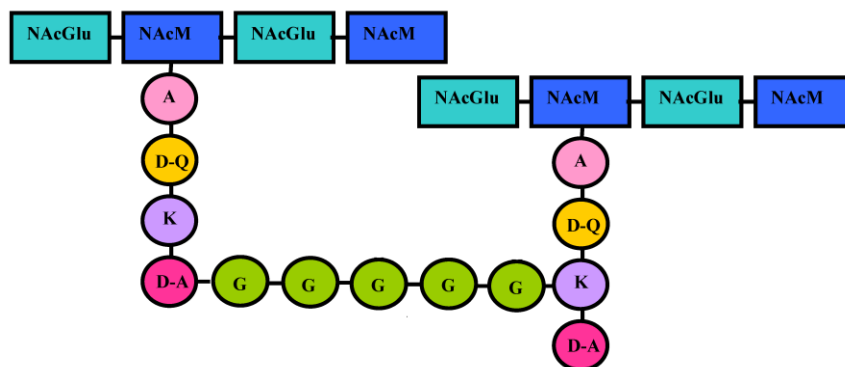 NAcGlu NAcM NAcGlu NAcM
NAcGlu NAcM NAcGlu NAcM
A
A
D-Q
D-Q
K
D-A G G G G G K
D-A